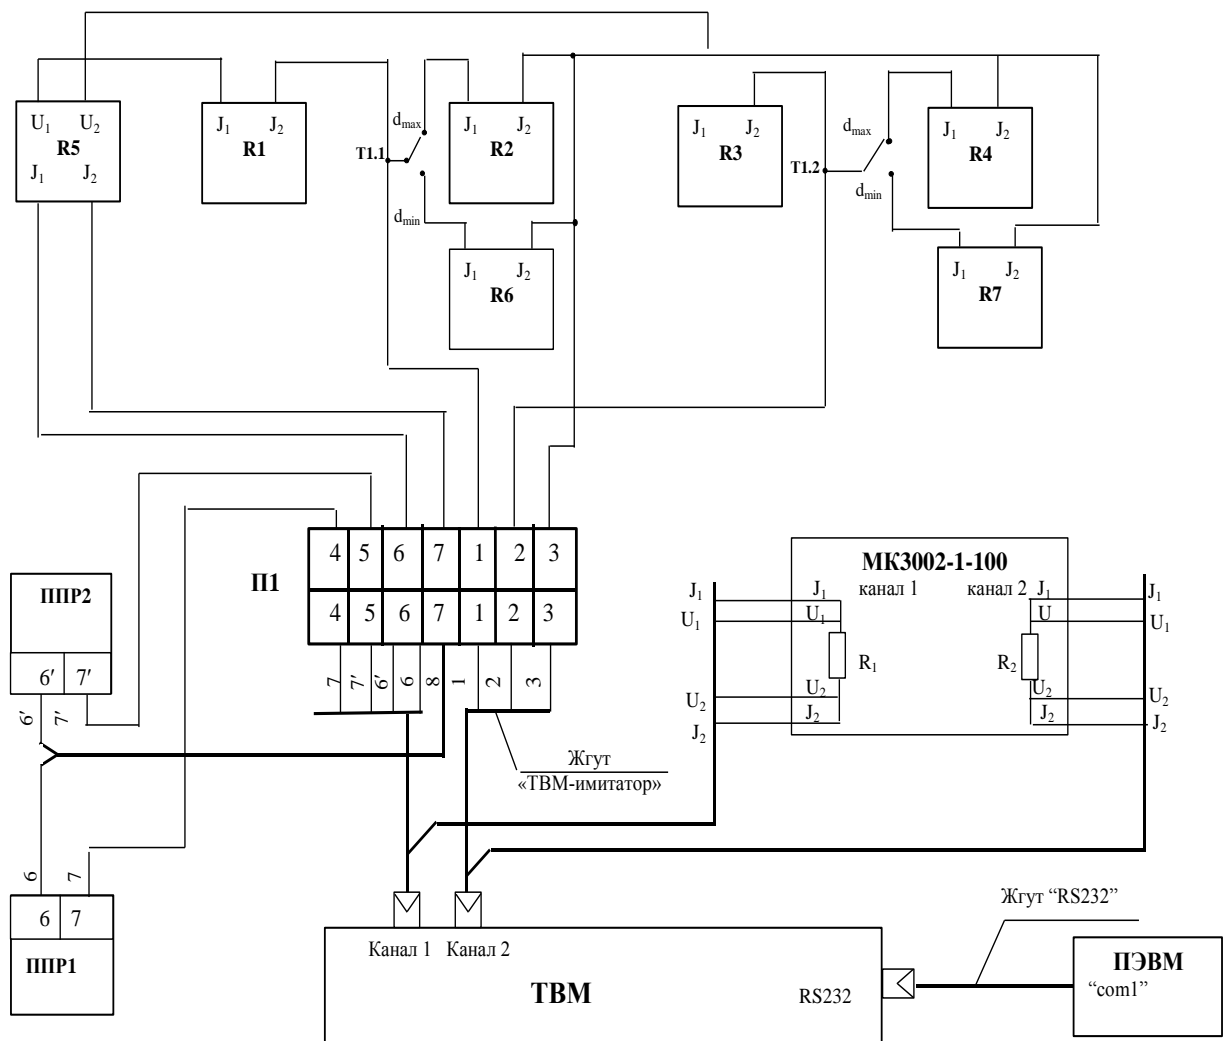 U₁ U₂
R5
J₁ J₂
J₁ J₂
R1
T1.1
d_max
d_min
J₁ J₂
R2
J₁ J₂
R6
J₁ J₂
R3
T1.2
d_max
d_min
J₁ J₂
R4
J₁ J₂
R7
П1
4 5 6 7 1 2 3
4 5 6 7 1 2 3
7 7' 6' 6 8 1 2 3
ППР2
6' 7'
6' 7'
6 7
6 7
ППР1
Жгут
«ТВМ-имитатор»
МК3002-1-100
канал 1 канал 2
J₁ J₁ J₁ J₁
U₁ U₁ U U₁
R₁ R₂
U₂ U₂ U₂ U₂
J₂ J₂ J₂ J₂
Канал 1 Канал 2
ТВМ
RS232
Жгут “RS232”
ПЭВМ
“com1”